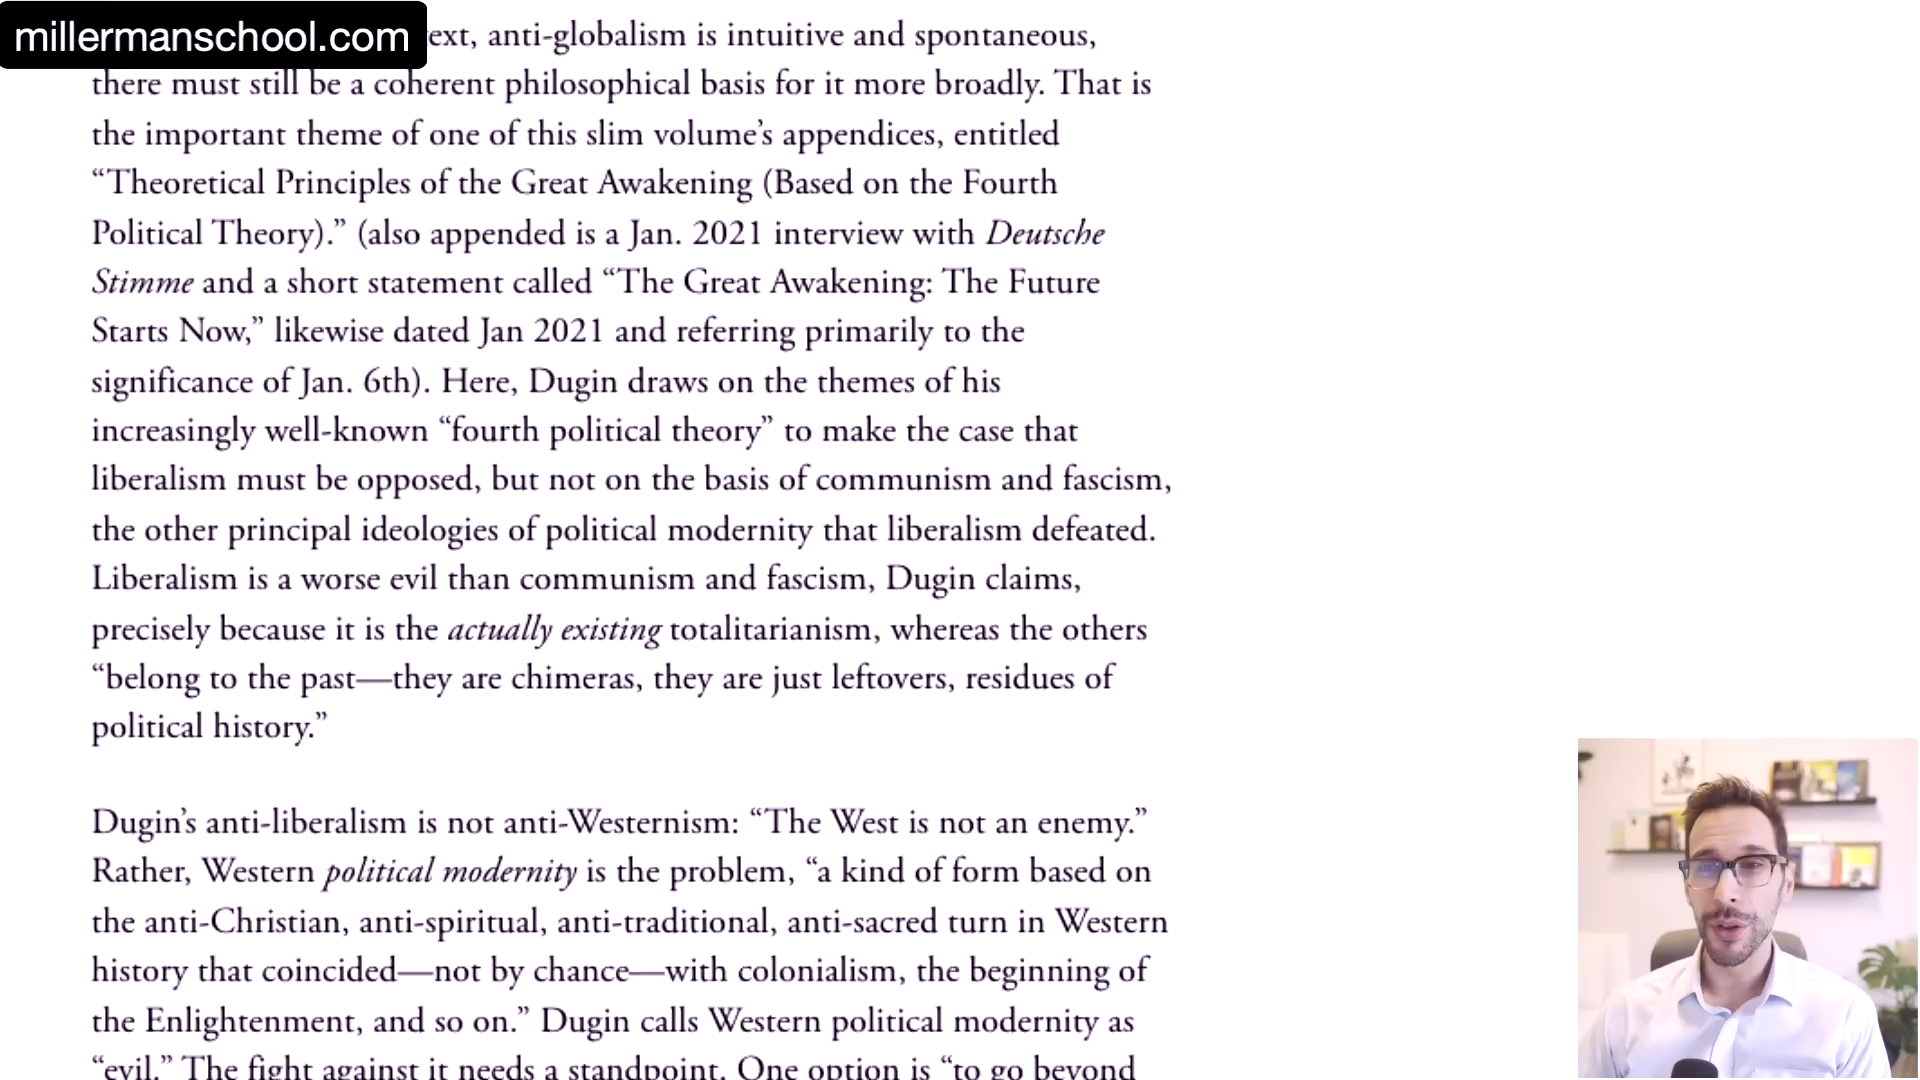 millermanschool.com
ext, anti-globalism is intuitive and spontaneous,
there must still be a coherent philosophical basis for it more broadly. That is
the important theme of one of this slim volume’s appendices, entitled
“Theoretical Principles of the Great Awakening (Based on the Fourth
Political Theory).” (also appended is a Jan. 2021 interview with Deutsche
Stimme and a short statement called “The Great Awakening: The Future
Starts Now,” likewise dated Jan 2021 and referring primarily to the
significance of Jan. 6th). Here, Dugin draws on the themes of his
increasingly well-known “fourth political theory” to make the case that
liberalism must be opposed, but not on the basis of communism and fascism,
the other principal ideologies of political modernity that liberalism defeated.
Liberalism is a worse evil than communism and fascism, Dugin claims,
precisely because it is the actually existing totalitarianism, whereas the others
“belong to the past—they are chimeras, they are just leftovers, residues of
political history.”
Dugin’s anti-liberalism is not anti-Westernism: “The West is not an enemy.”
Rather, Western political modernity is the problem, “a kind of form based on
the anti-Christian, anti-spiritual, anti-traditional, anti-sacred turn in Western
history that coincided—not by chance—with colonialism, the beginning of
the Enlightenment, and so on.” Dugin calls Western political modernity as
“evil.” The fight against it needs a standpoint. One option is “to go beyond